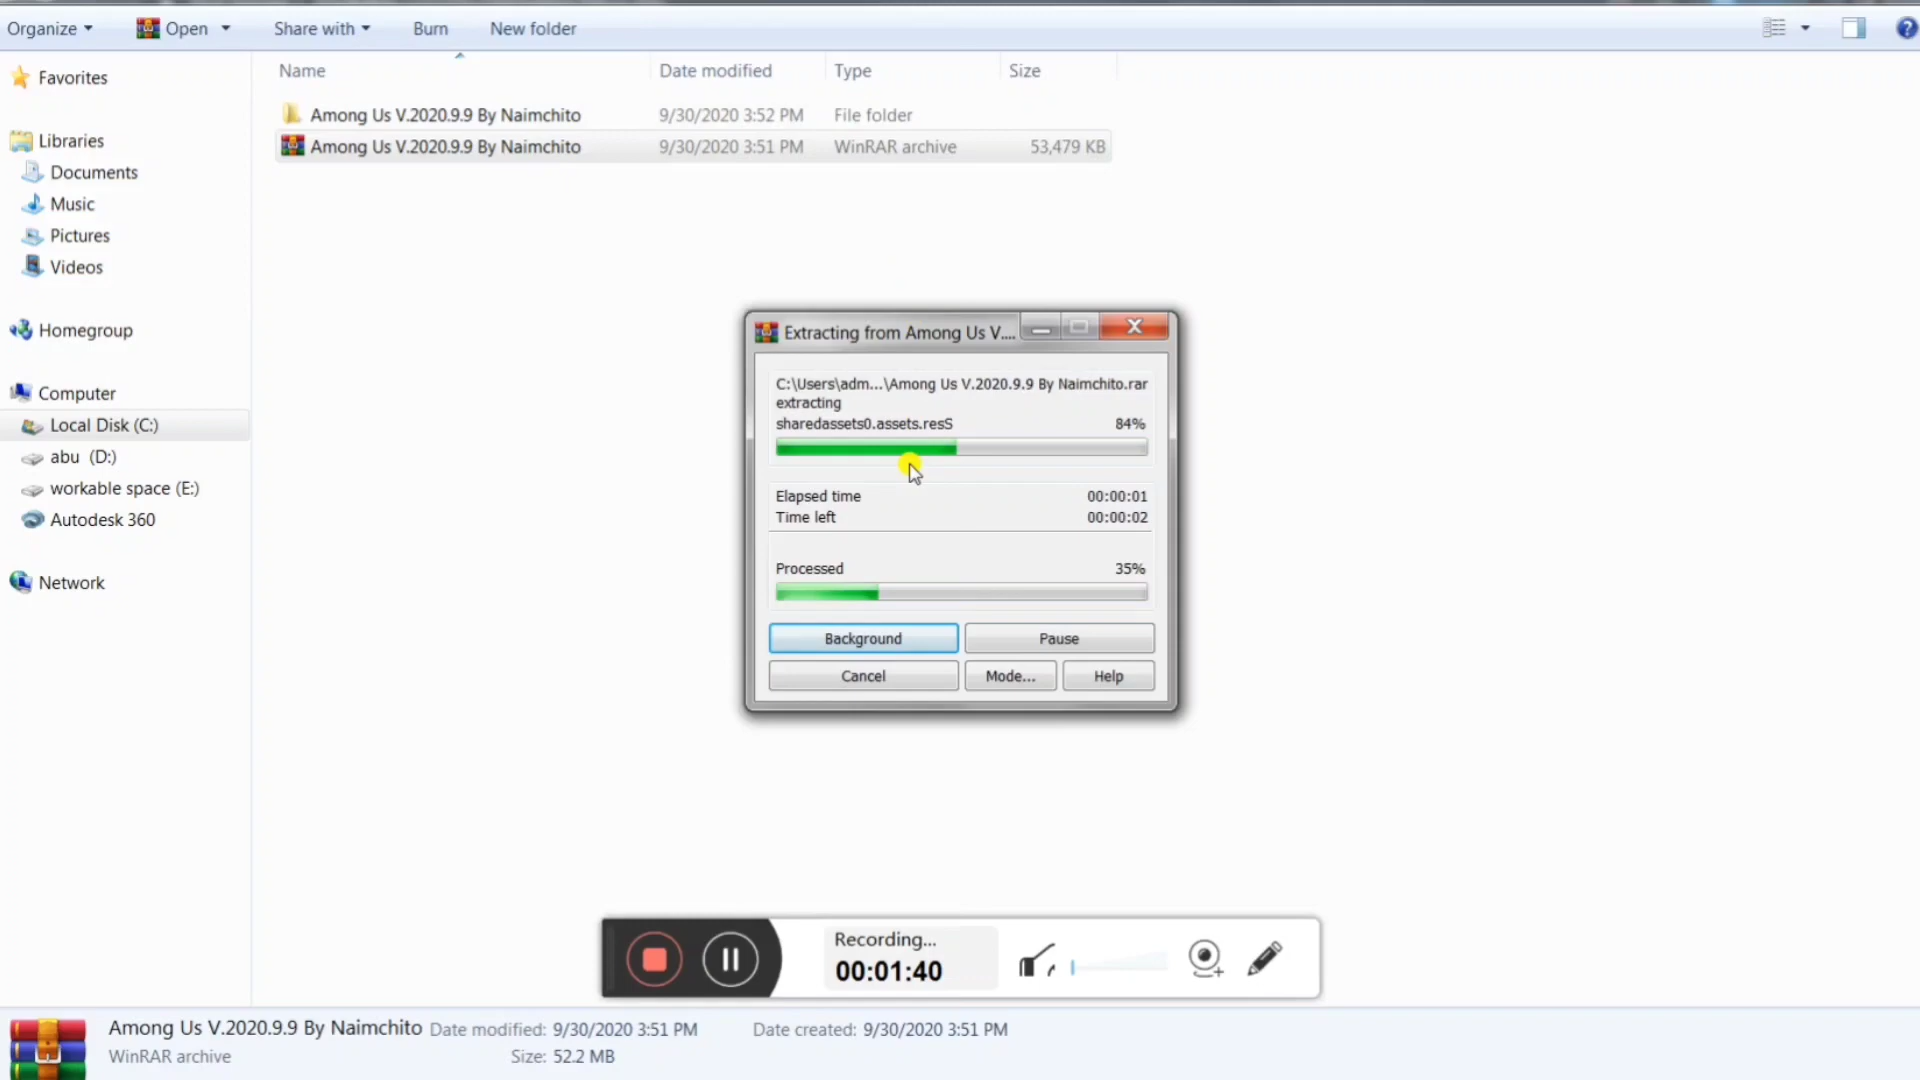 Organize Open Share with Burn New folder
Name Date modified Type Size
Favorites
Among Us V.2020.9.9 By Naimchito 9/30/2020 3:52 PM File folder
Libraries
Among Us V.2020.9.9 By Naimchito 9/30/2020 3:51 PM WinRAR archive 53,479 KB
Documents
Music
Pictures
Videos
Homegroup
Computer
Local Disk (C:)
abu (D:)
workable space (E:)
Autodesk 360
Network
Extracting from Among Us V....
C:\Users\adm...\Among Us V.2020.9.9 By Naimchito.rar
extracting
sharedassets0.assets.resS 84%
Elapsed time 00:00:01
Time left 00:00:02
Processed 35%
Background Pause
Cancel Mode... Help
Recording...
00:01:40
Among Us V.2020.9.9 By Naimchito Date modified: 9/30/2020 3:51 PM Date created: 9/30/2020 3:51 PM
WinRAR archive Size: 52.2 MB